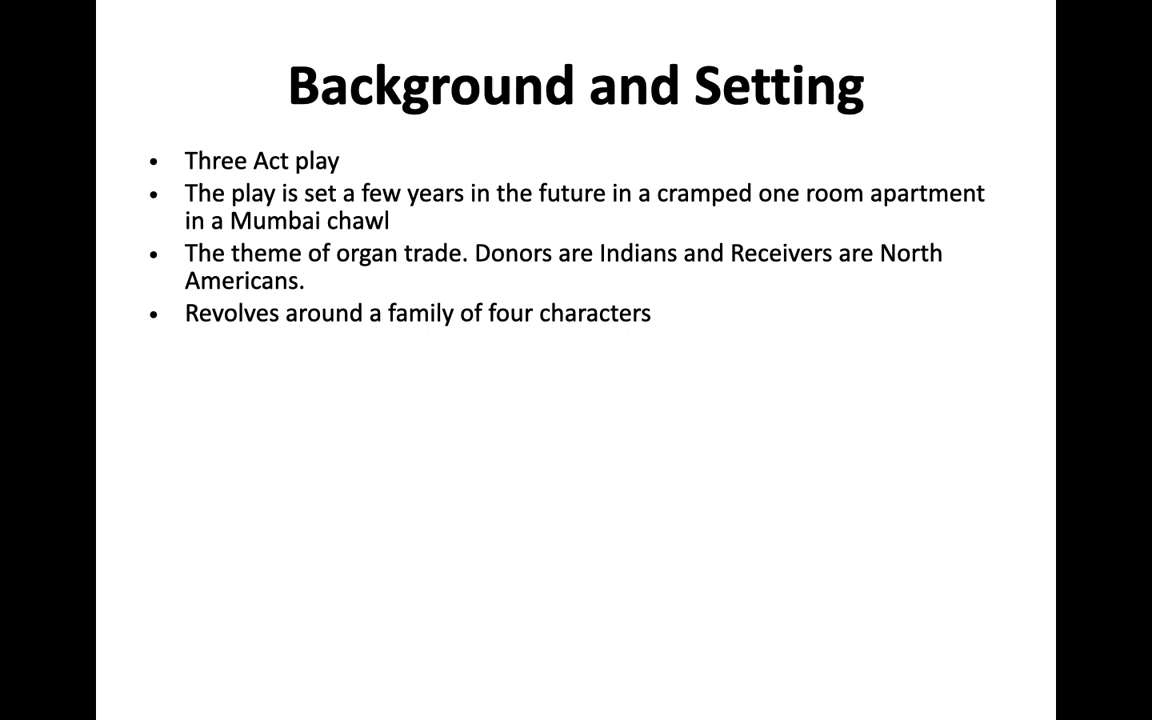 Background and Setting
• Three Act play
• The play is set a few years in the future in a cramped one room apartment
in a Mumbai chawl
• The theme of organ trade. Donors are Indians and Receivers are North
Americans.
• Revolves around a family of four characters